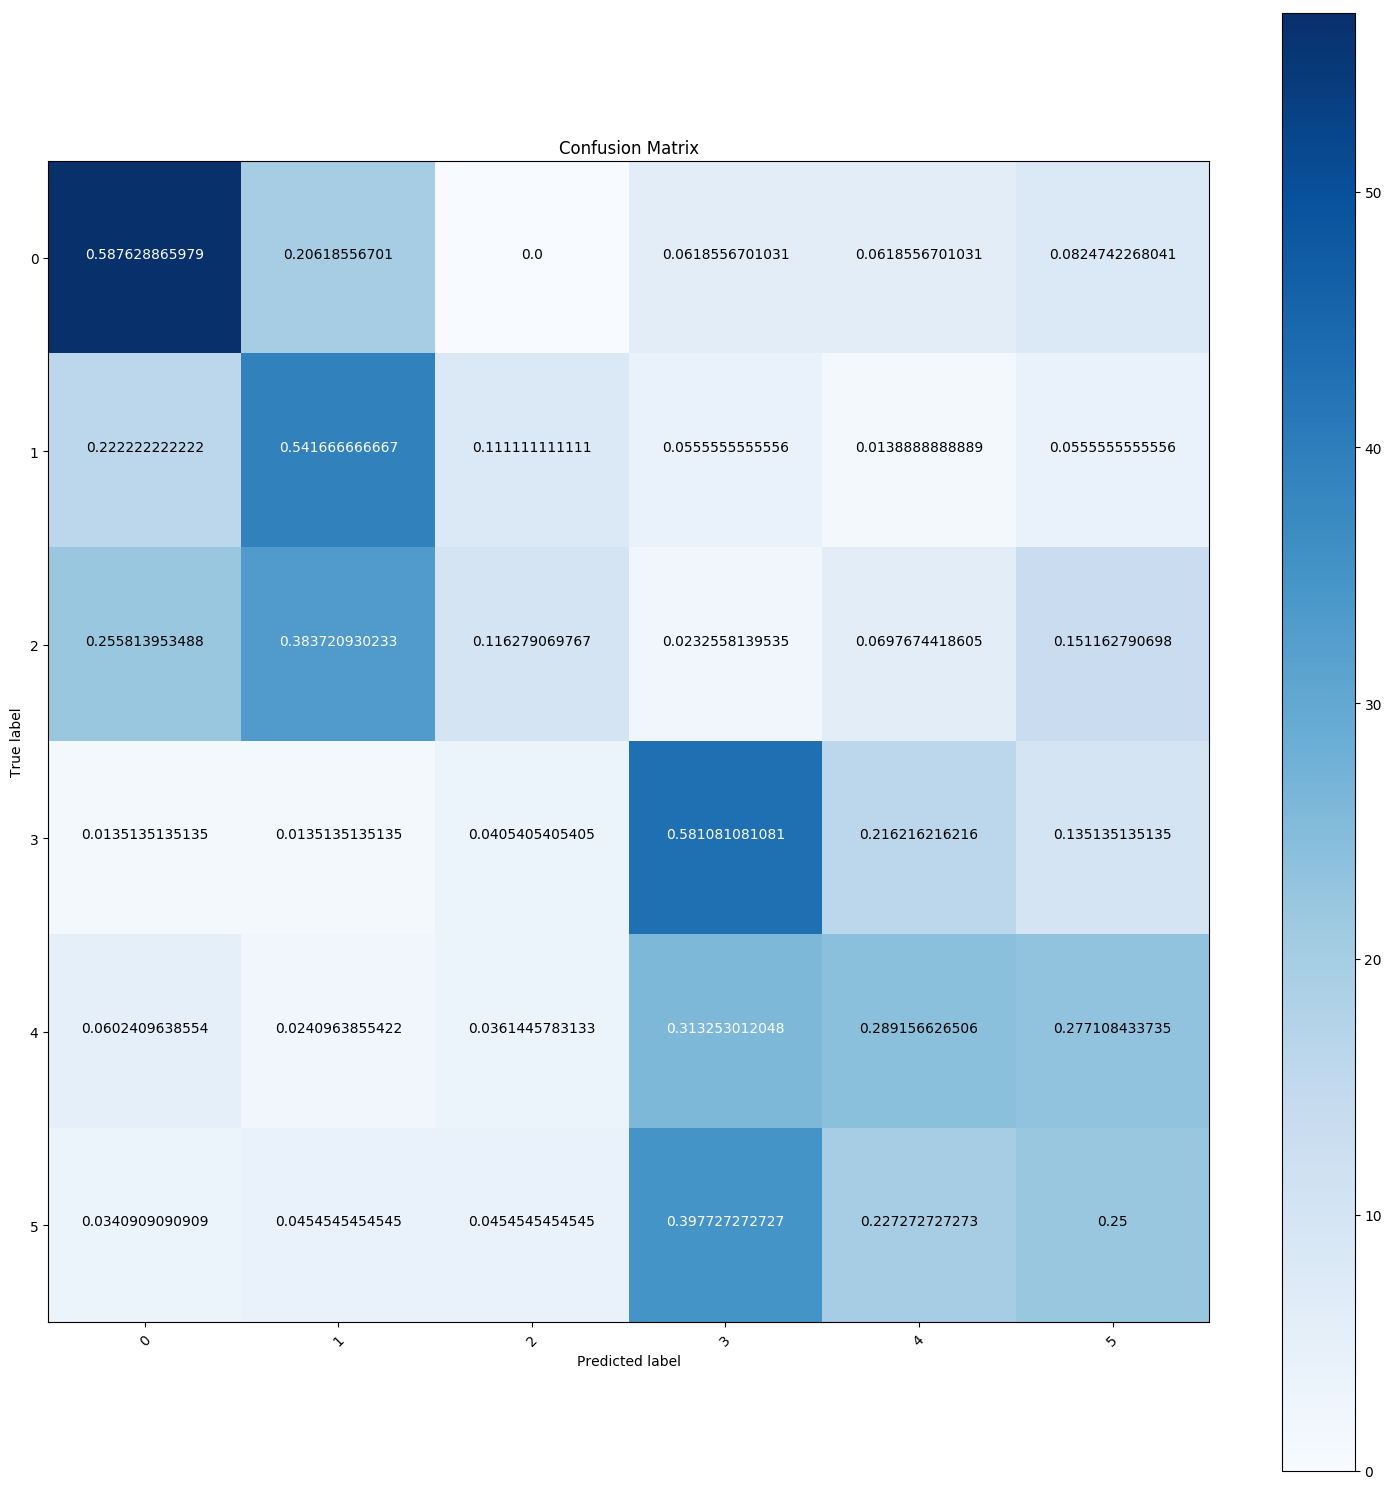 Confusion Matrix
0 0.587628865979 0.20618556701 0.0 0.0618556701031 0.0618556701031 0.0824742268041
1 0.222222222222 0.541666666667 0.111111111111 0.0555555555556 0.0138888888889 0.0555555555556
2 0.255813953488 0.383720930233 0.116279069767 0.0232558139535 0.0697674418605 0.151162790698
3 0.0135135135135 0.0135135135135 0.0405405405405 0.581081081081 0.216216216216 0.135135135135
4 0.0602409638554 0.0240963855422 0.0361445783133 0.313253012048 0.289156626506 0.277108433735
5 0.0340909090909 0.0454545454545 0.0454545454545 0.397727272727 0.227272727273 0.25
0 1 2 3 4 5
Predicted label
True label
50
40
30
20
10
0